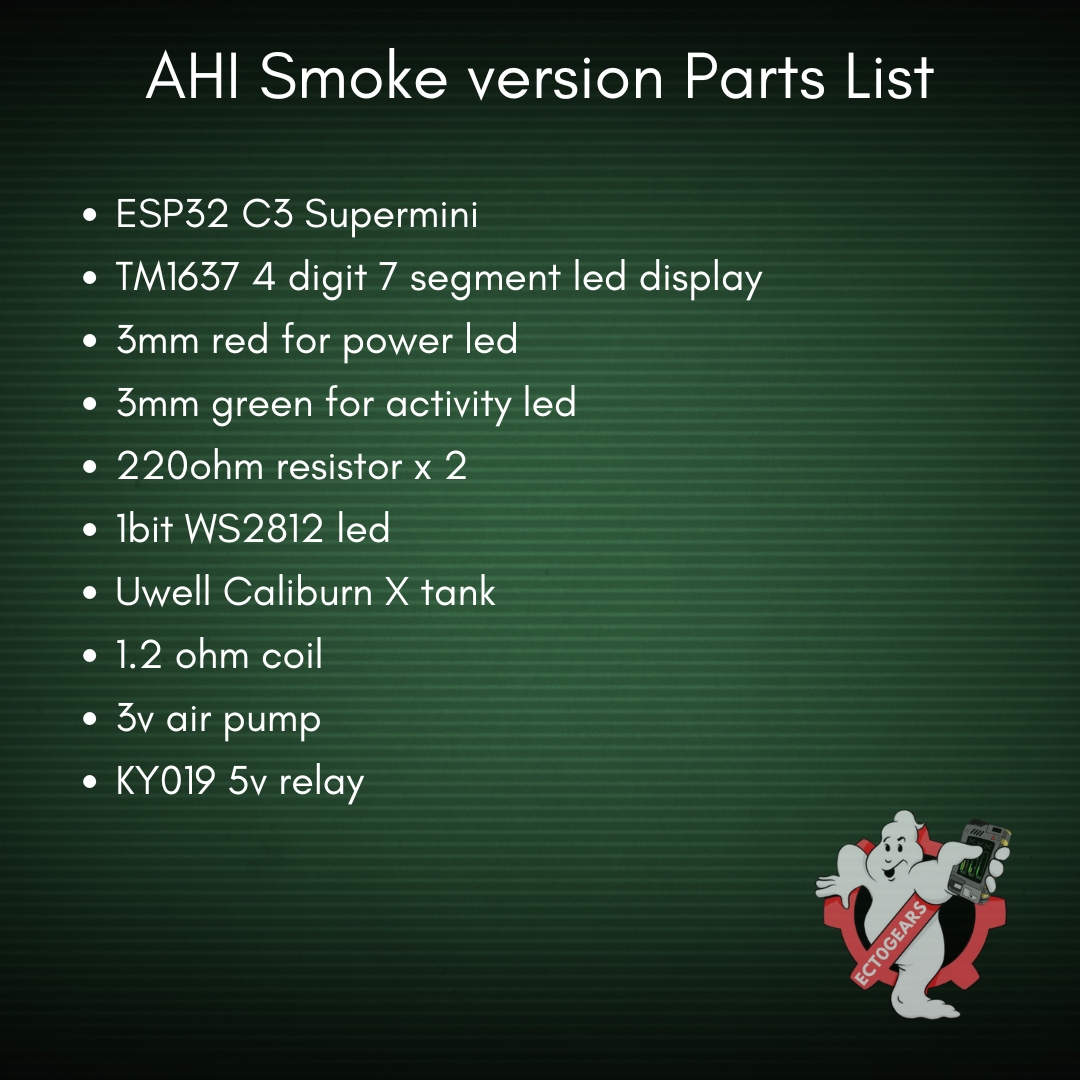 AHI Smoke version Parts List
• ESP32 C3 Supermini
• TM1637 4 digit 7 segment led display
• 3mm red for power led
• 3mm green for activity led
• 220ohm resistor x 2
• 1bit WS2812 led
• Uwell Caliburn X tank
• 1.2 ohm coil
• 3v air pump
• KY019 5v relay
ECTOGEARS